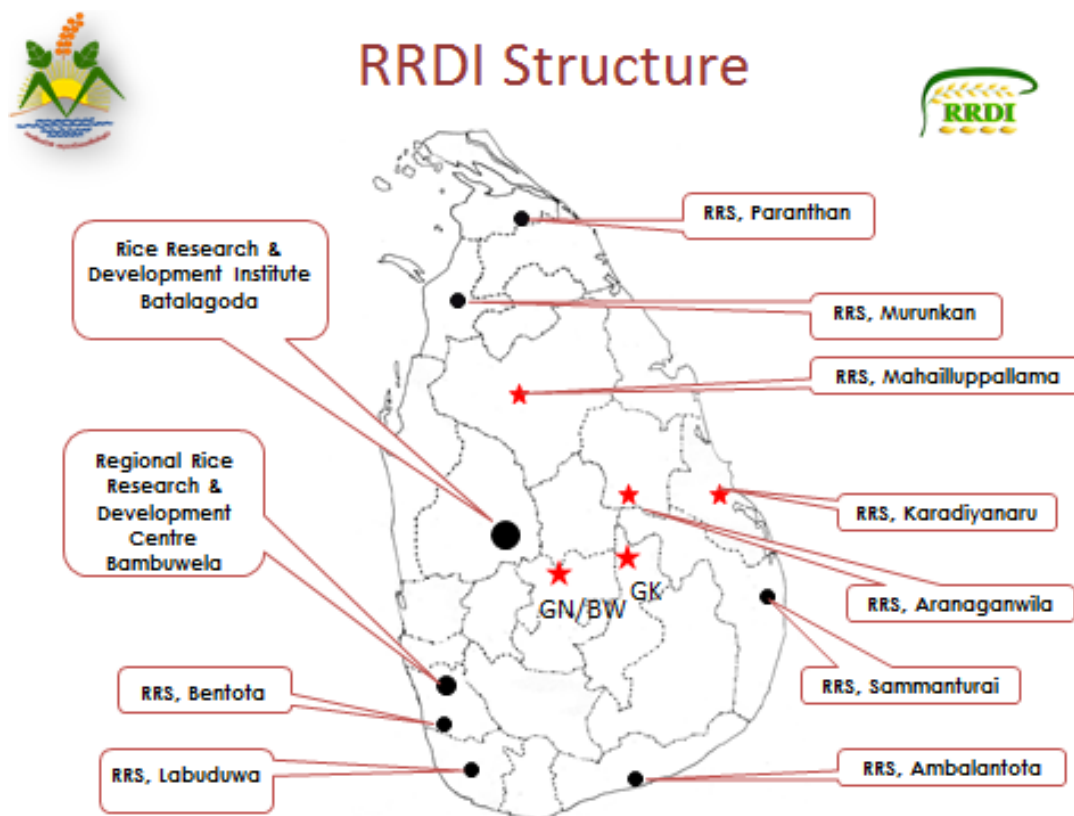 RRDI Structure
RRDI
RRS, Paranthan
Rice Research &
Development Institute
Batalagoda
RRS, Murunkan
RRS, Mahailluppallama
Regional Rice
Research &
Development
Centre
Bambuwela
RRS, Karadiyanaru
GN/BW
GK
RRS, Aranaganwila
RRS, Bentota
RRS, Sammanturai
RRS, Labuduwa
RRS, Ambalantota